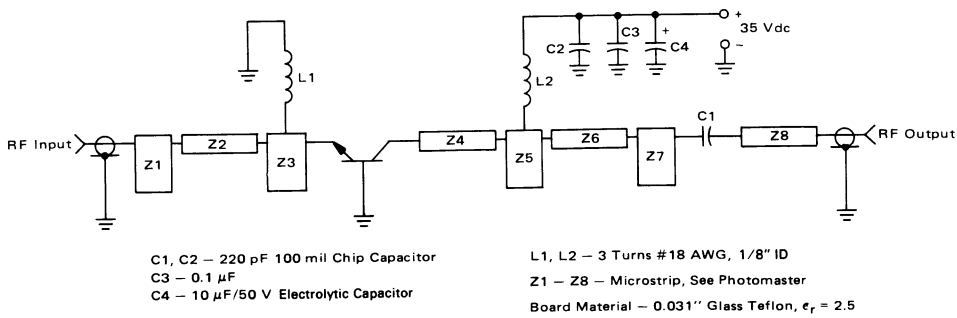 +
35 Vdc
-
C2
C3
+
C4
L1
L2
C1
RF Input
Z1
Z2
Z3
Z4
Z5
Z6
Z7
Z8
RF Output
C1, C2 – 220 pF 100 mil Chip Capacitor
C3 – 0.1 μF
C4 – 10 μF/50 V Electrolytic Capacitor
L1, L2 – 3 Turns #18 AWG, 1/8" ID
Z1 – Z8 – Microstrip, See Photomaster
Board Material – 0.031" Glass Teflon, ϵr = 2.5